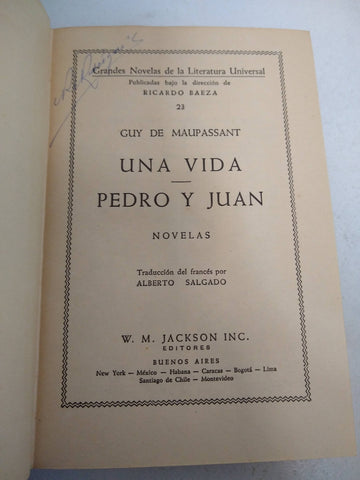 Grandes Novelas de la Literatura Universal
Publicadas bajo la dirección de
RICARDO BAEZA
23
GUY DE MAUPASSANT
UNA VIDA
PEDRO Y JUAN
NOVELAS
Traducción del francés por
ALBERTO SALGADO
W. M. JACKSON INC.
EDITORES
BUENOS AIRES
New York — México — Habana — Caracas — Bogotá — Lima
Santiago de Chile — Montevideo